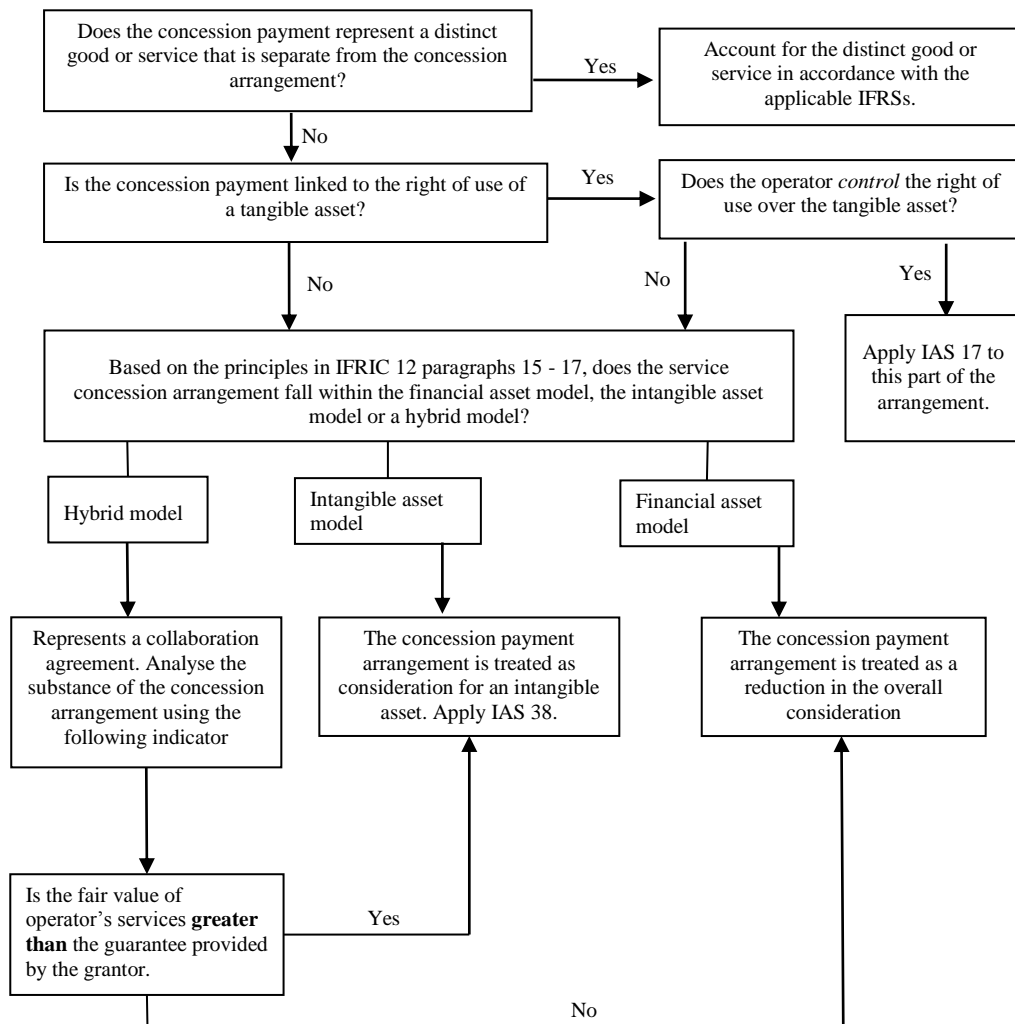 Does the concession payment represent a distinct
good or service that is separate from the concession
arrangement?
Yes
Account for the distinct good or
service in accordance with the
applicable IFRSs.
No
Is the concession payment linked to the right of use of
a tangible asset?
Yes
Does the operator control the right of
use over the tangible asset?
No
No
Yes
Based on the principles in IFRIC 12 paragraphs 15 - 17, does the service
concession arrangement fall within the financial asset model, the intangible asset
model or a hybrid model?
Apply IAS 17 to
this part of the
arrangement.
Hybrid model
Intangible asset
model
Financial asset
model
Represents a collaboration
agreement. Analyse the
substance of the concession
arrangement using the
following indicator
The concession payment
arrangement is treated as
consideration for an intangible
asset. Apply IAS 38.
The concession payment
arrangement is treated as a
reduction in the overall
consideration
Is the fair value of
operator’s services greater
than the guarantee provided
by the grantor.
Yes
No